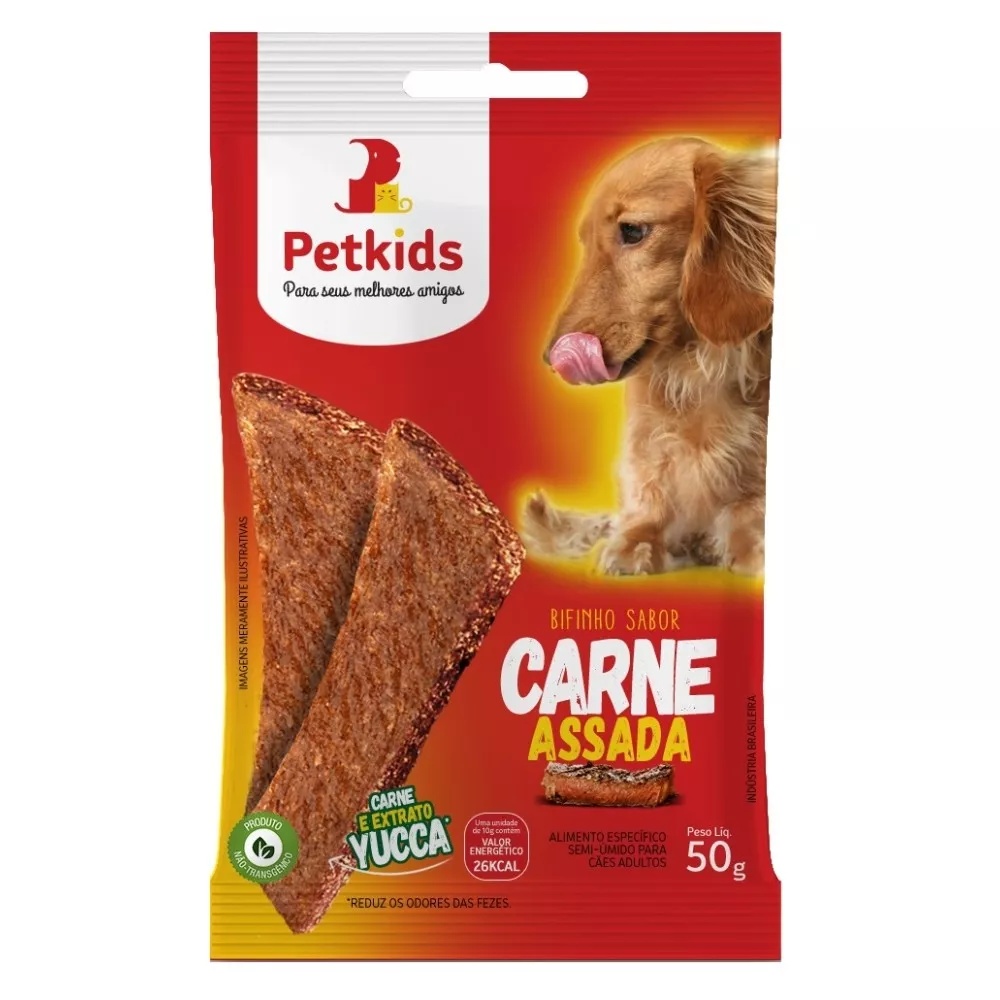 Petkids
Para seus melhores amigos
IMAGENS MERAMENTE ILUSTRATIVAS
BIFINHO SABOR
CARNE
ASSADA
INDÚSTRIA BRASILEIRA
PRODUTO
NÃO-TRANSGÊNICO
CARNE
E EXTRATO
YUCCA*
Uma unidade
de 10g contém
VALOR
ENERGÉTICO
26KCAL
ALIMENTO ESPECÍFICO
SEMI-ÚMIDO PARA
CÃES ADULTOS
Peso Líq.
50g
*REDUZ OS ODORES DAS FEZES.